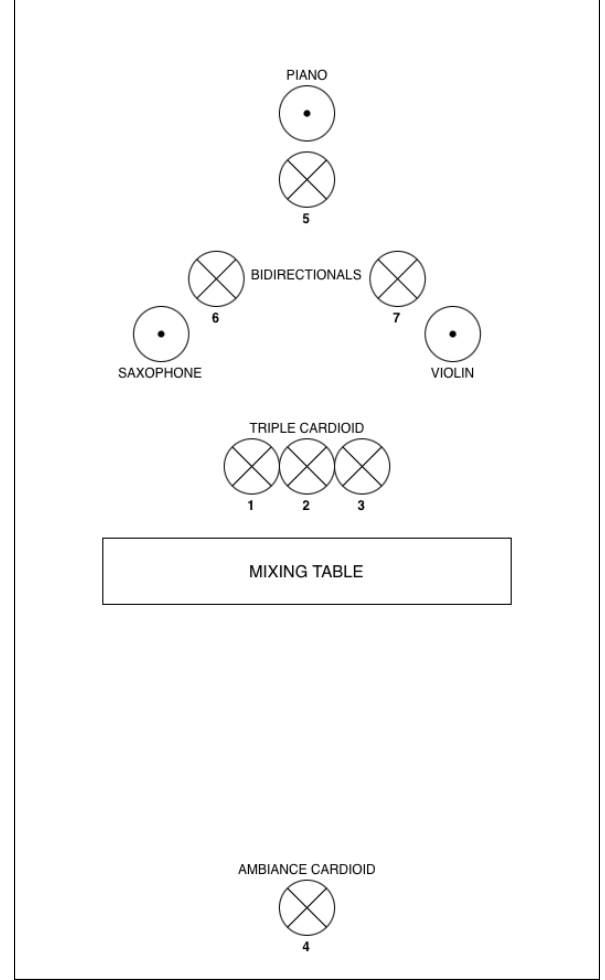 PIANO
5
BIDIRECTIONALS
6
7
SAXOPHONE
VIOLIN
TRIPLE CARDIOID
1
2
3
MIXING TABLE
AMBIANCE CARDIOID
4